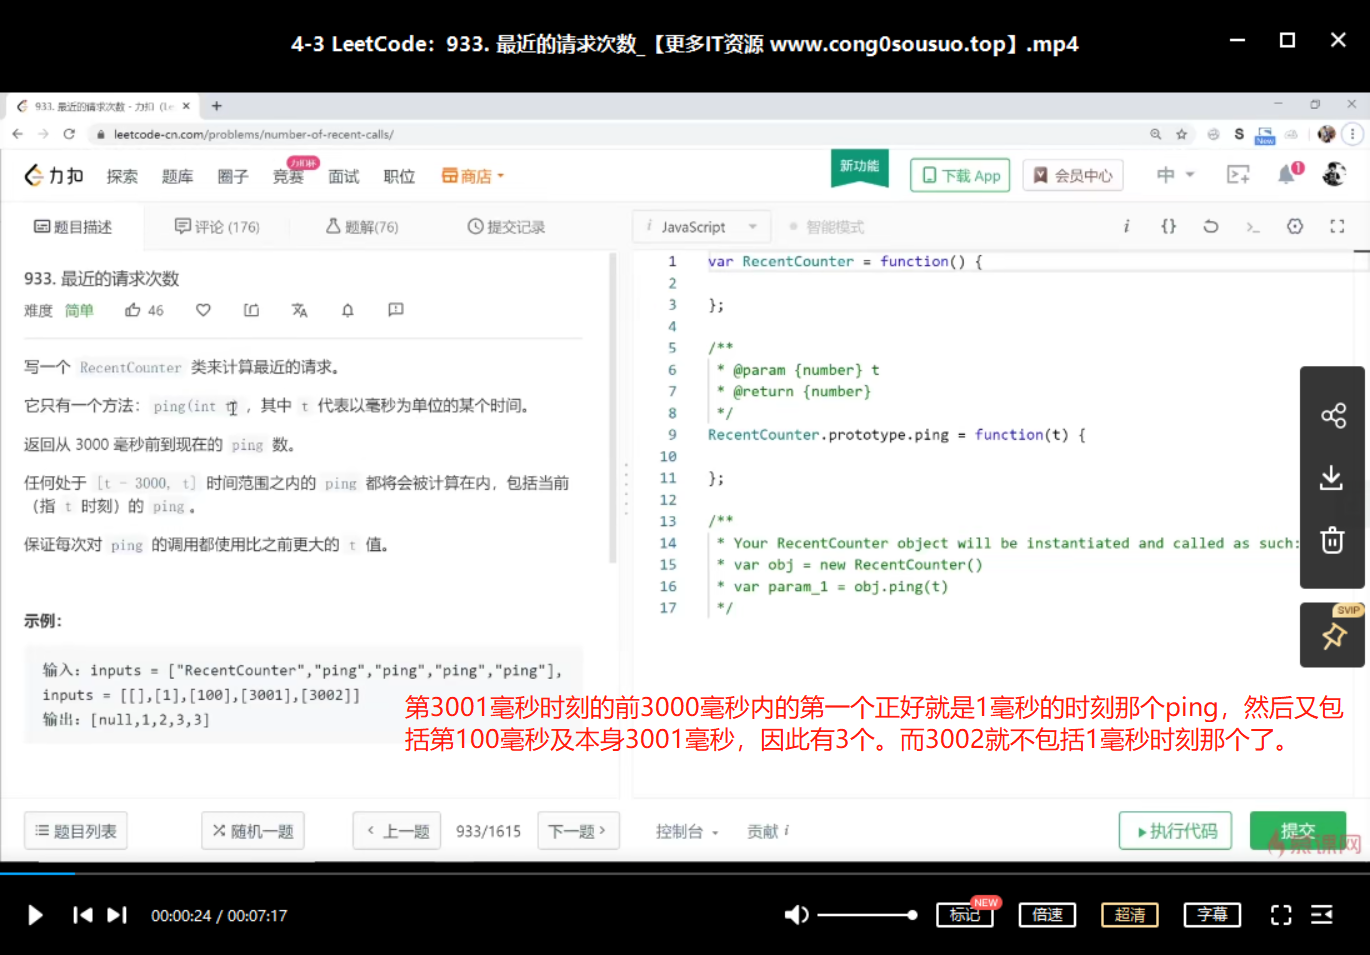 4-3 LeetCode：933. 最近的请求次数_【更多IT资源 www.cong0sousuo.top】.mp4
933. 最近的请求次数 - 力扣（Le
leetcode-cn.com/problems/number-of-recent-calls/
New
力扣 探索 题库 圈子 竞赛 力扣杯 面试 职位 商店 新功能 下载 App 会员中心 中 1
题目描述 评论 (176) 题解(76) 提交记录
i JavaScript 智能模式
933. 最近的请求次数
难度 简单 46
写一个 RecentCounter 类来计算最近的请求。
它只有一个方法：ping(int t)，其中 t 代表以毫秒为单位的某个时间。
返回从 3000 毫秒前到现在的 ping 数。
任何处于 [t - 3000, t] 时间范围之内的 ping 都将会被计算在内，包括当前
（指 t 时刻）的 ping。
保证每次对 ping 的调用都使用比之前更大的 t 值。
示例：
输入：inputs = ["RecentCounter","ping","ping","ping","ping"],
inputs = [[],[1],[100],[3001],[3002]]
输出：[null,1,2,3,3]
1 var RecentCounter = function() {
2
3 };
4
5 /**
6 * @param {number} t
7 * @return {number}
8 */
9 RecentCounter.prototype.ping = function(t) {
10
11 };
12
13 /**
14 * Your RecentCounter object will be instantiated and called as such:
15 * var obj = new RecentCounter()
16 * var param_1 = obj.ping(t)
17 */
SVIP
第3001毫秒时刻的前3000毫秒内的第一个正好就是1毫秒的时刻那个ping，然后又包
括第100毫秒及本身3001毫秒，因此有3个。而3002就不包括1毫秒时刻那个了。
题目列表 随机一题 上一题 933/1615 下一题 控制台 贡献 i 执行代码 提交
慕课网
00:00:24 / 00:07:17 标记 NEW 倍速 超清 字幕